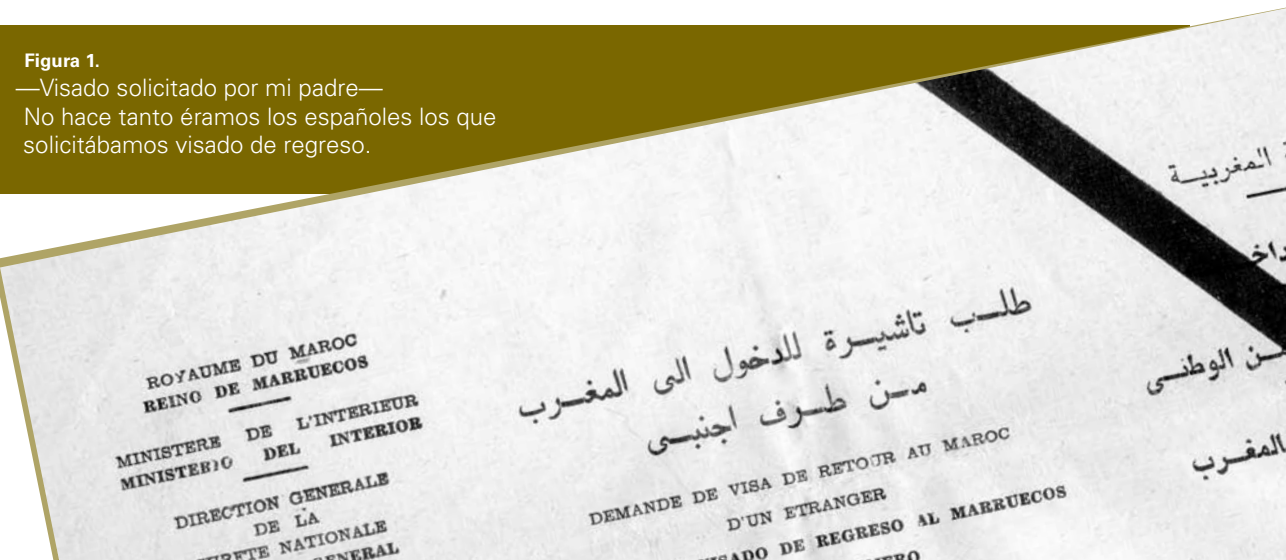 Figura 1.
—Visado solicitado por mi padre—
No hace tanto éramos los españoles los que
solicitábamos visado de regreso.
ROYAUME DU MAROC
REINO DE MARRUECOS
MINISTERE DE L'INTERIEUR
MINISTERIO DEL INTERIOR
DIRECTION GENERALE
DE LA
NATIONALE
طلب تاشيرة للدخول الى المغرب
من طرف اجنبي
DEMANDE DE VISA DE RETOUR AU MAROC
D'UN ETRANGER
DE REGRESO AL MARRUECOS
المغربية
الوطني
المغرب